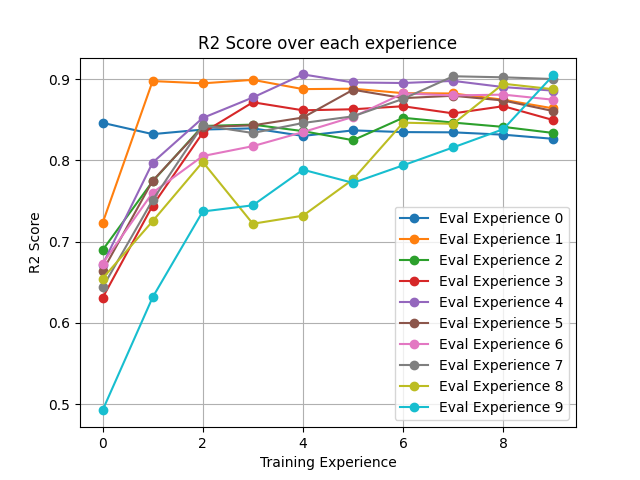 R2 Score over each experience
0.9
0.8
0.7
0.6
0.5
R2 Score
Eval Experience 0
Eval Experience 1
Eval Experience 2
Eval Experience 3
Eval Experience 4
Eval Experience 5
Eval Experience 6
Eval Experience 7
Eval Experience 8
Eval Experience 9
0 2 4 6 8
Training Experience